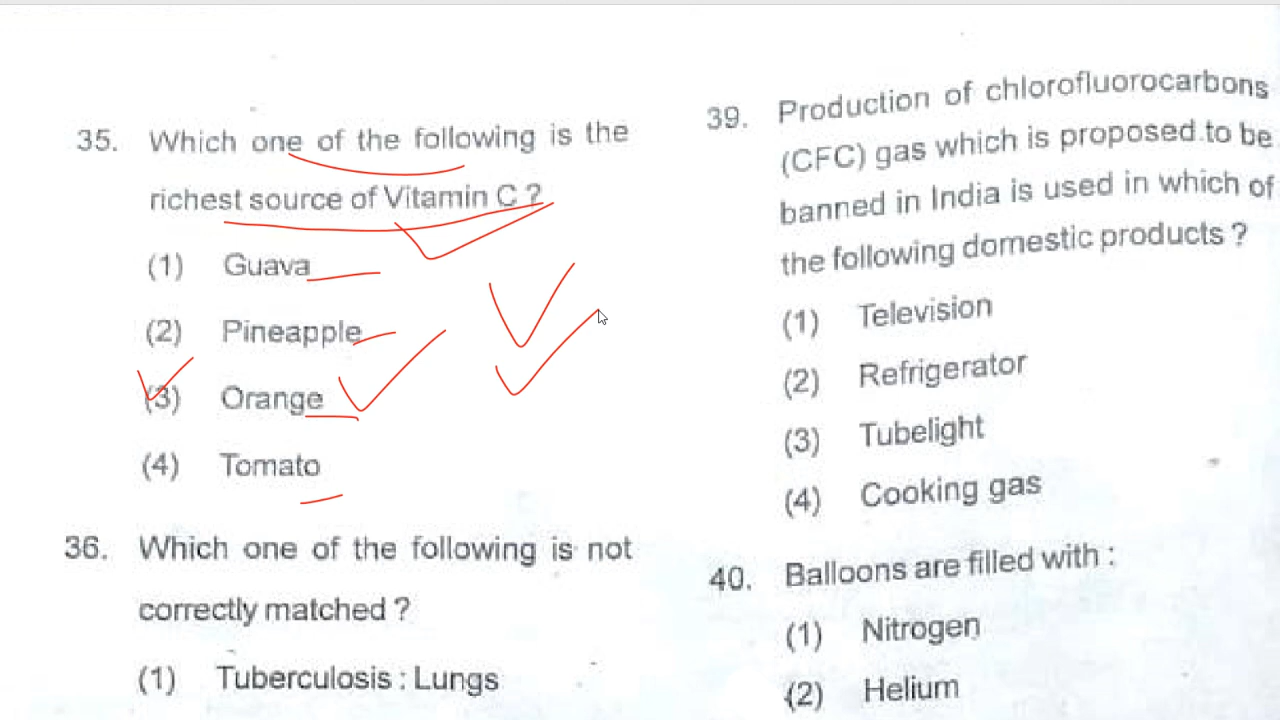 35. Which one of the following is the
richest source of Vitamin C ?
(1) Guava
(2) Pineapple
(3) Orange
(4) Tomato
36. Which one of the following is not
correctly matched ?
(1) Tuberculosis : Lungs
39. Production of chlorofluorocarbons
(CFC) gas which is proposed to be
banned in India is used in which of
the following domestic products ?
(1) Television
(2) Refrigerator
(3) Tubelight
(4) Cooking gas
40. Balloons are filled with :
(1) Nitrogen
(2) Helium